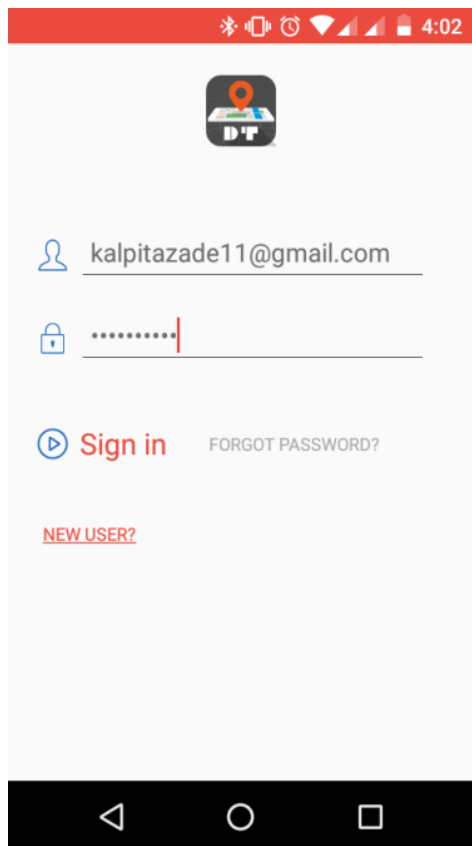 4:02
DT
kalpitazade11@gmail.com
••••••••••
Sign in FORGOT PASSWORD?
NEW USER?